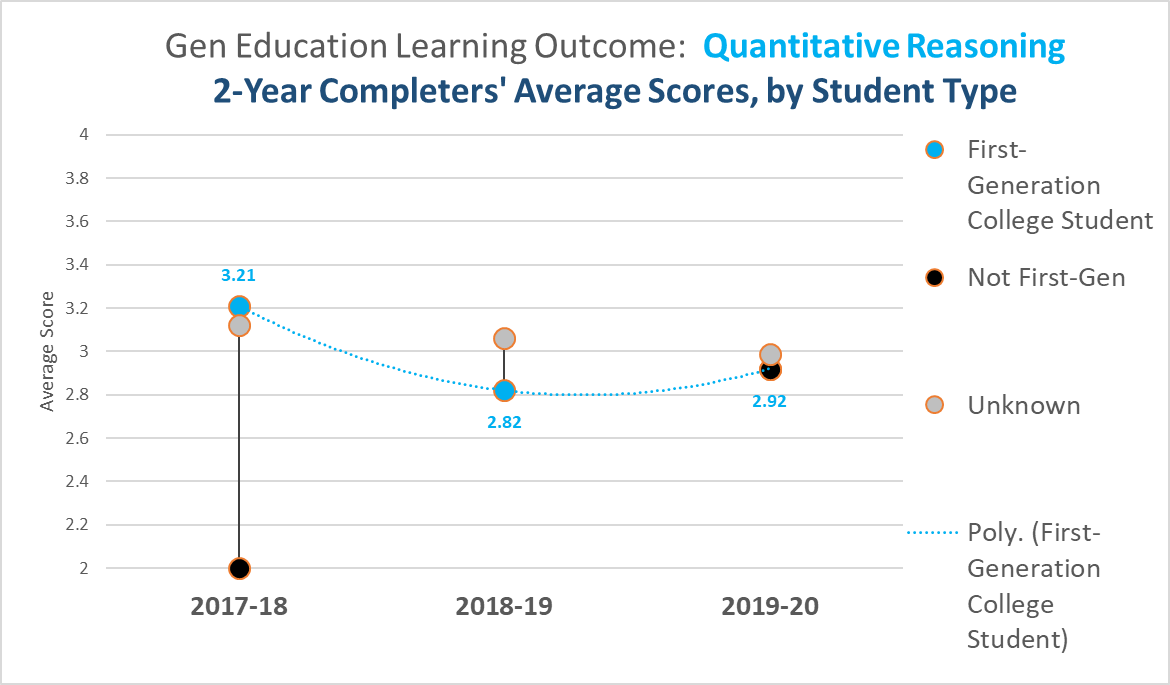 Gen Education Learning Outcome: Quantitative Reasoning
2-Year Completers' Average Scores, by Student Type
Average Score
4
3.8
3.6
3.4
3.2
3
2.8
2.6
2.4
2.2
2
3.21
2.82
2.92
2017-18
2018-19
2019-20
First-
Generation
College Student
Not First-Gen
Unknown
Poly. (First-
Generation
College
Student)